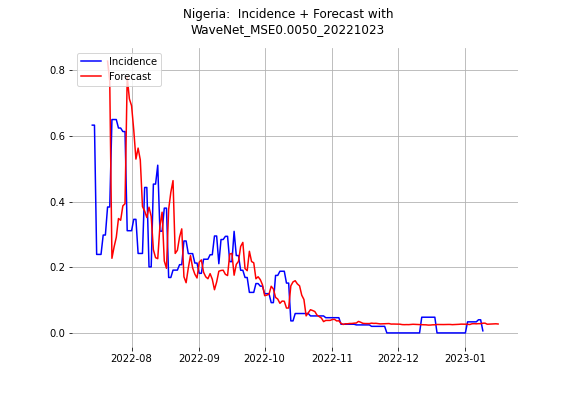 Nigeria:  Incidence + Forecast with
WaveNet_MSE0.0050_20221023
Incidence
Forecast
0.8
0.6
0.4
0.2
0.0
2022-08
2022-09
2022-10
2022-11
2022-12
2023-01